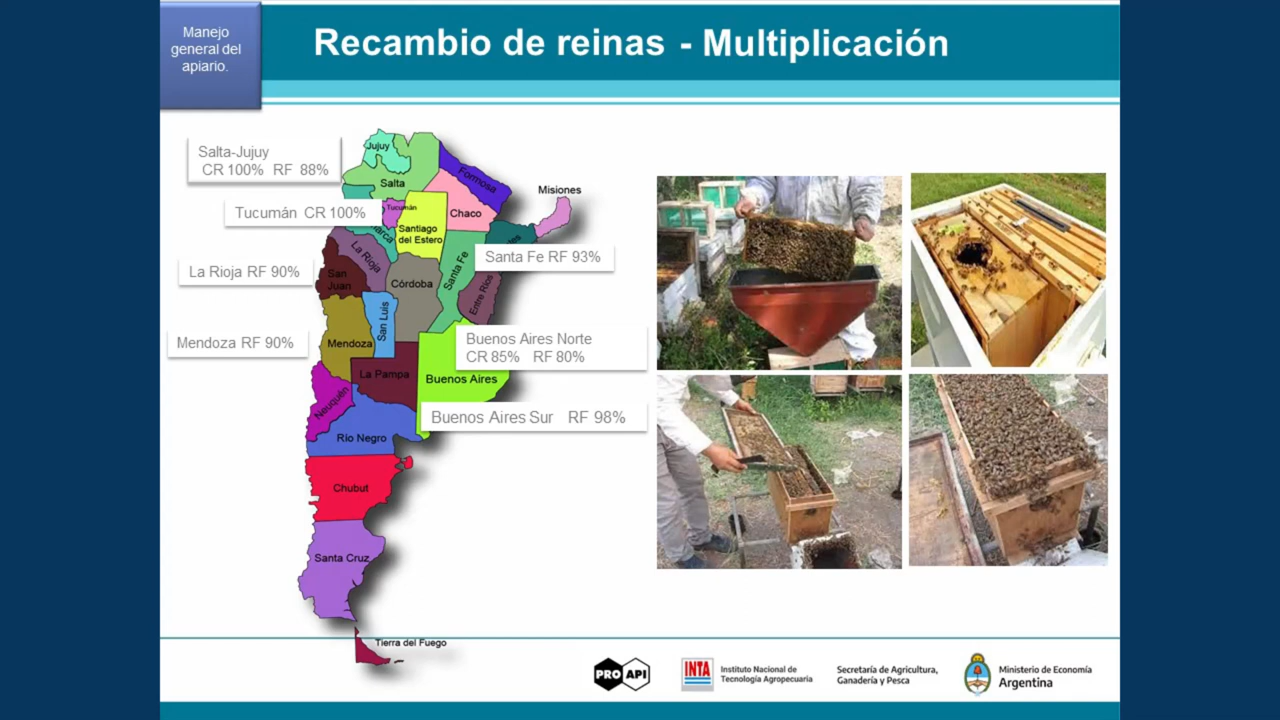 Manejo
general del
apiario.
Recambio de reinas - Multiplicación
Salta-Jujuy
CR 100% RF 88%
Tucumán CR 100%
La Rioja RF 90%
Mendoza RF 90%
Santa Fe RF 93%
Buenos Aires Norte
CR 85% RF 80%
Buenos Aires Sur RF 98%
Jujuy
Salta
Formosa
Misiones
Tucumán
Chaco
Santiago
del Estero
La Rioja
San
Juan
Córdoba
Santa Fe
Entre Ríos
San Luis
Mendoza
La Pampa
Buenos Aires
Neuquén
Río Negro
Chubut
Santa Cruz
Tierra del Fuego
PRO API
INTA
Instituto Nacional de
Tecnología Agropecuaria
Secretaría de Agricultura,
Ganadería y Pesca
Ministerio de Economía
Argentina